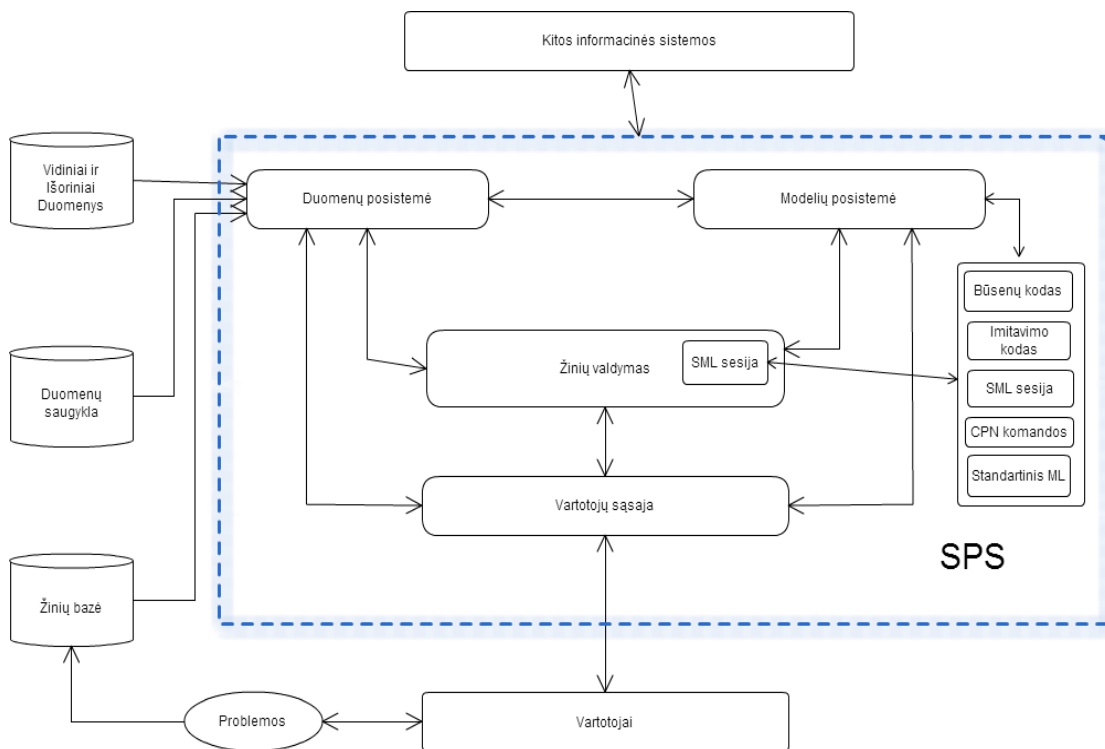 Kitos informacinės sistemos
Vidiniai ir
Išoriniai
Duomenys
Duomenų posistemė
Modelių posistemė
Būsenų kodas
Imitavimo
kodas
SML sesija
CPN komandos
Standartinis ML
Žinių valdymas
SML sesija
Duomenų
saugykla
Vartotojų sąsaja
SPS
Žinių bazė
Problemos
Vartotojai